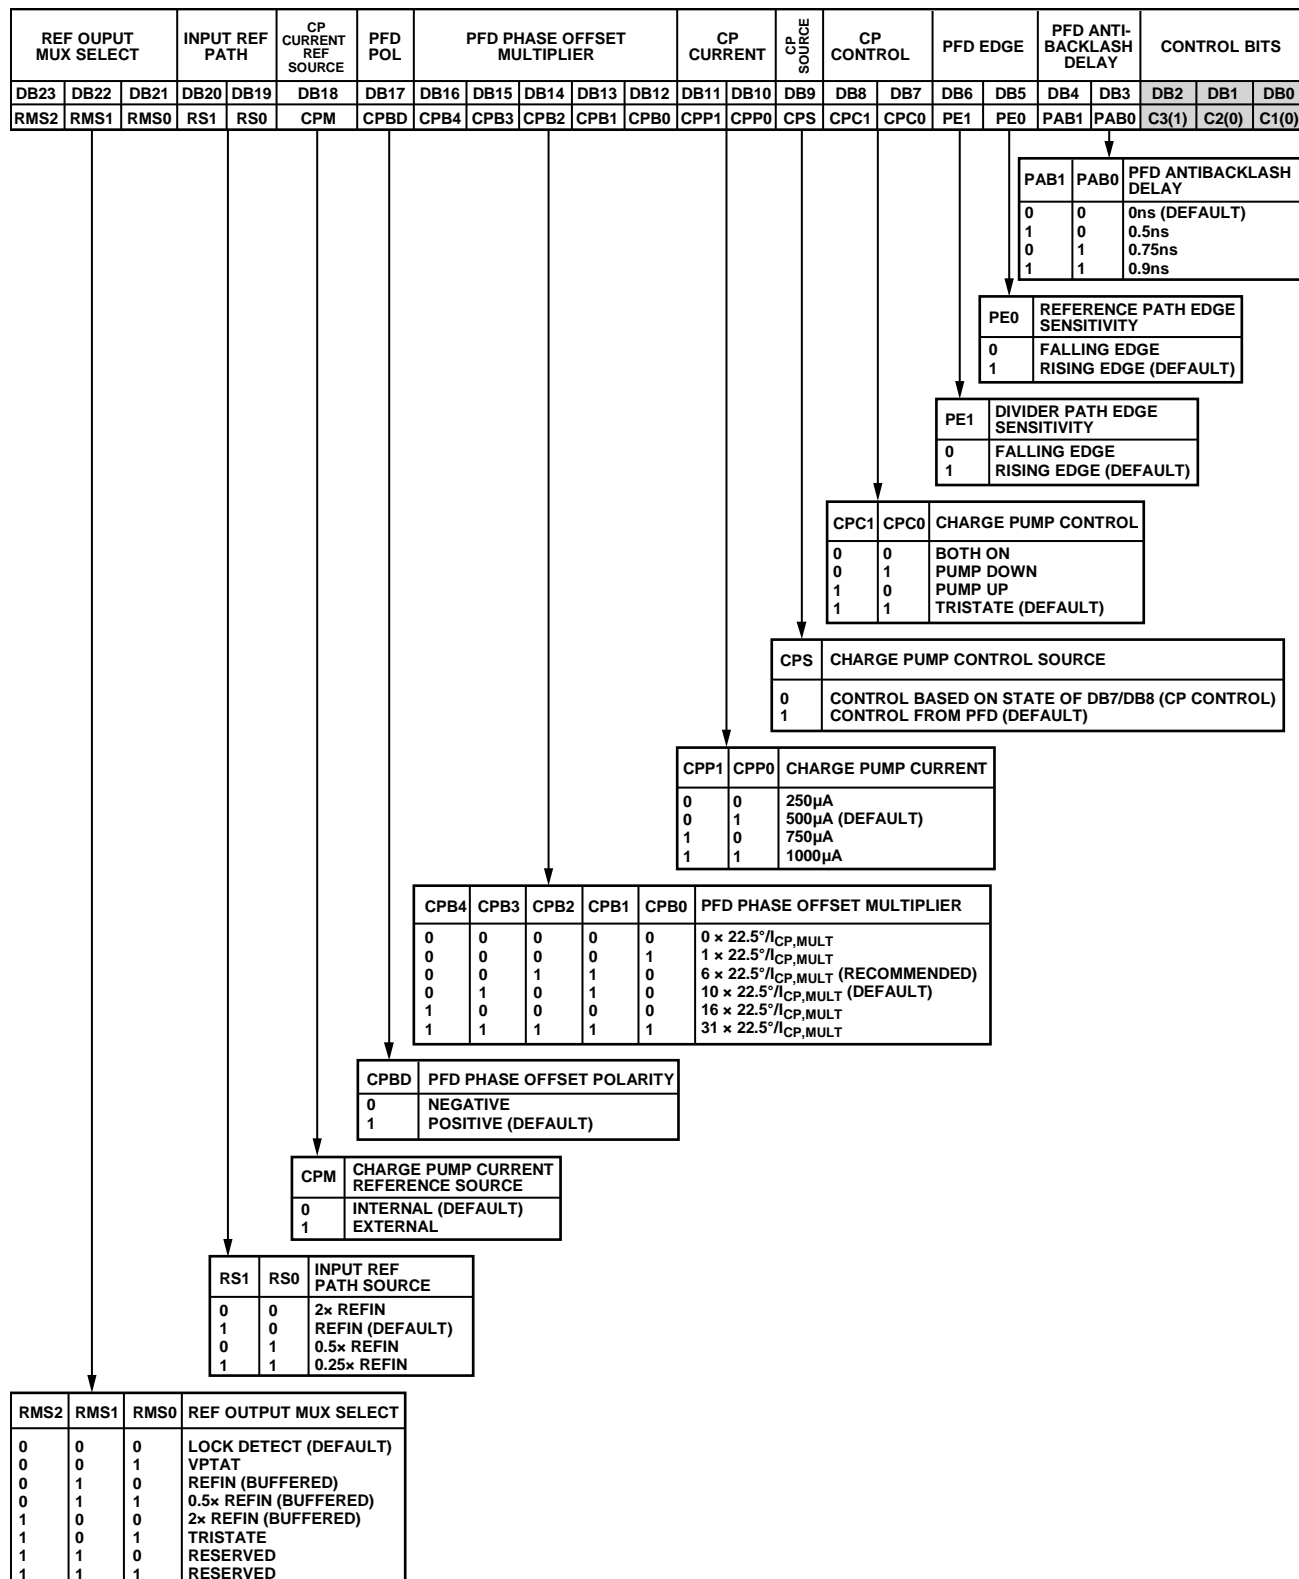 REF OUPUT MUX SELECT INPUT REF PATH CP CURRENT REF SOURCE PFD POL PFD PHASE OFFSET MULTIPLIER CP CURRENT CP SOURCE CP CONTROL PFD EDGE PFD ANTI-BACKLASH DELAY CONTROL BITS
DB23 DB22 DB21 DB20 DB19 DB18 DB17 DB16 DB15 DB14 DB13 DB12 DB11 DB10 DB9 DB8 DB7 DB6 DB5 DB4 DB3 DB2 DB1 DB0
RMS2 RMS1 RMS0 RS1 RS0 CPM CPBD CPB4 CPB3 CPB2 CPB1 CPB0 CPP1 CPP0 CPS CPC1 CPC0 PE1 PE0 PAB1 PAB0 C3(1) C2(0) C1(0)
PAB1 PAB0 PFD ANTIBACKLASH DELAY
0 0 0ns (DEFAULT)
1 0 0.5ns
0 1 0.75ns
1 1 0.9ns
PE0 REFERENCE PATH EDGE SENSITIVITY
0 FALLING EDGE
1 RISING EDGE (DEFAULT)
PE1 DIVIDER PATH EDGE SENSITIVITY
0 FALLING EDGE
1 RISING EDGE (DEFAULT)
CPC1 CPC0 CHARGE PUMP CONTROL
0 0 BOTH ON
0 1 PUMP DOWN
1 0 PUMP UP
1 1 TRISTATE (DEFAULT)
CPS CHARGE PUMP CONTROL SOURCE
0 CONTROL BASED ON STATE OF DB7/DB8 (CP CONTROL)
1 CONTROL FROM PFD (DEFAULT)
CPP1 CPP0 CHARGE PUMP CURRENT
0 0 250µA
0 1 500µA (DEFAULT)
1 0 750µA
1 1 1000µA
CPB4 CPB3 CPB2 CPB1 CPB0 PFD PHASE OFFSET MULTIPLIER
0 0 0 0 0 0 × 22.5°/ICP,MULT
0 0 0 0 1 1 × 22.5°/ICP,MULT
0 0 1 1 0 6 × 22.5°/ICP,MULT (RECOMMENDED)
0 1 0 1 0 10 × 22.5°/ICP,MULT (DEFAULT)
1 0 0 0 0 16 × 22.5°/ICP,MULT
1 1 1 1 1 31 × 22.5°/ICP,MULT
CPBD PFD PHASE OFFSET POLARITY
0 NEGATIVE
1 POSITIVE (DEFAULT)
CPM CHARGE PUMP CURRENT REFERENCE SOURCE
0 INTERNAL (DEFAULT)
1 EXTERNAL
RS1 RS0 INPUT REF PATH SOURCE
0 0 2× REFIN
1 0 REFIN (DEFAULT)
0 1 0.5× REFIN
1 1 0.25× REFIN
RMS2 RMS1 RMS0 REF OUTPUT MUX SELECT
0 0 0 LOCK DETECT (DEFAULT)
0 0 1 VPTAT
0 1 0 REFIN (BUFFERED)
0 1 1 0.5× REFIN (BUFFERED)
1 0 0 2× REFIN (BUFFERED)
1 0 1 TRISTATE
1 1 0 RESERVED
1 1 1 RESERVED